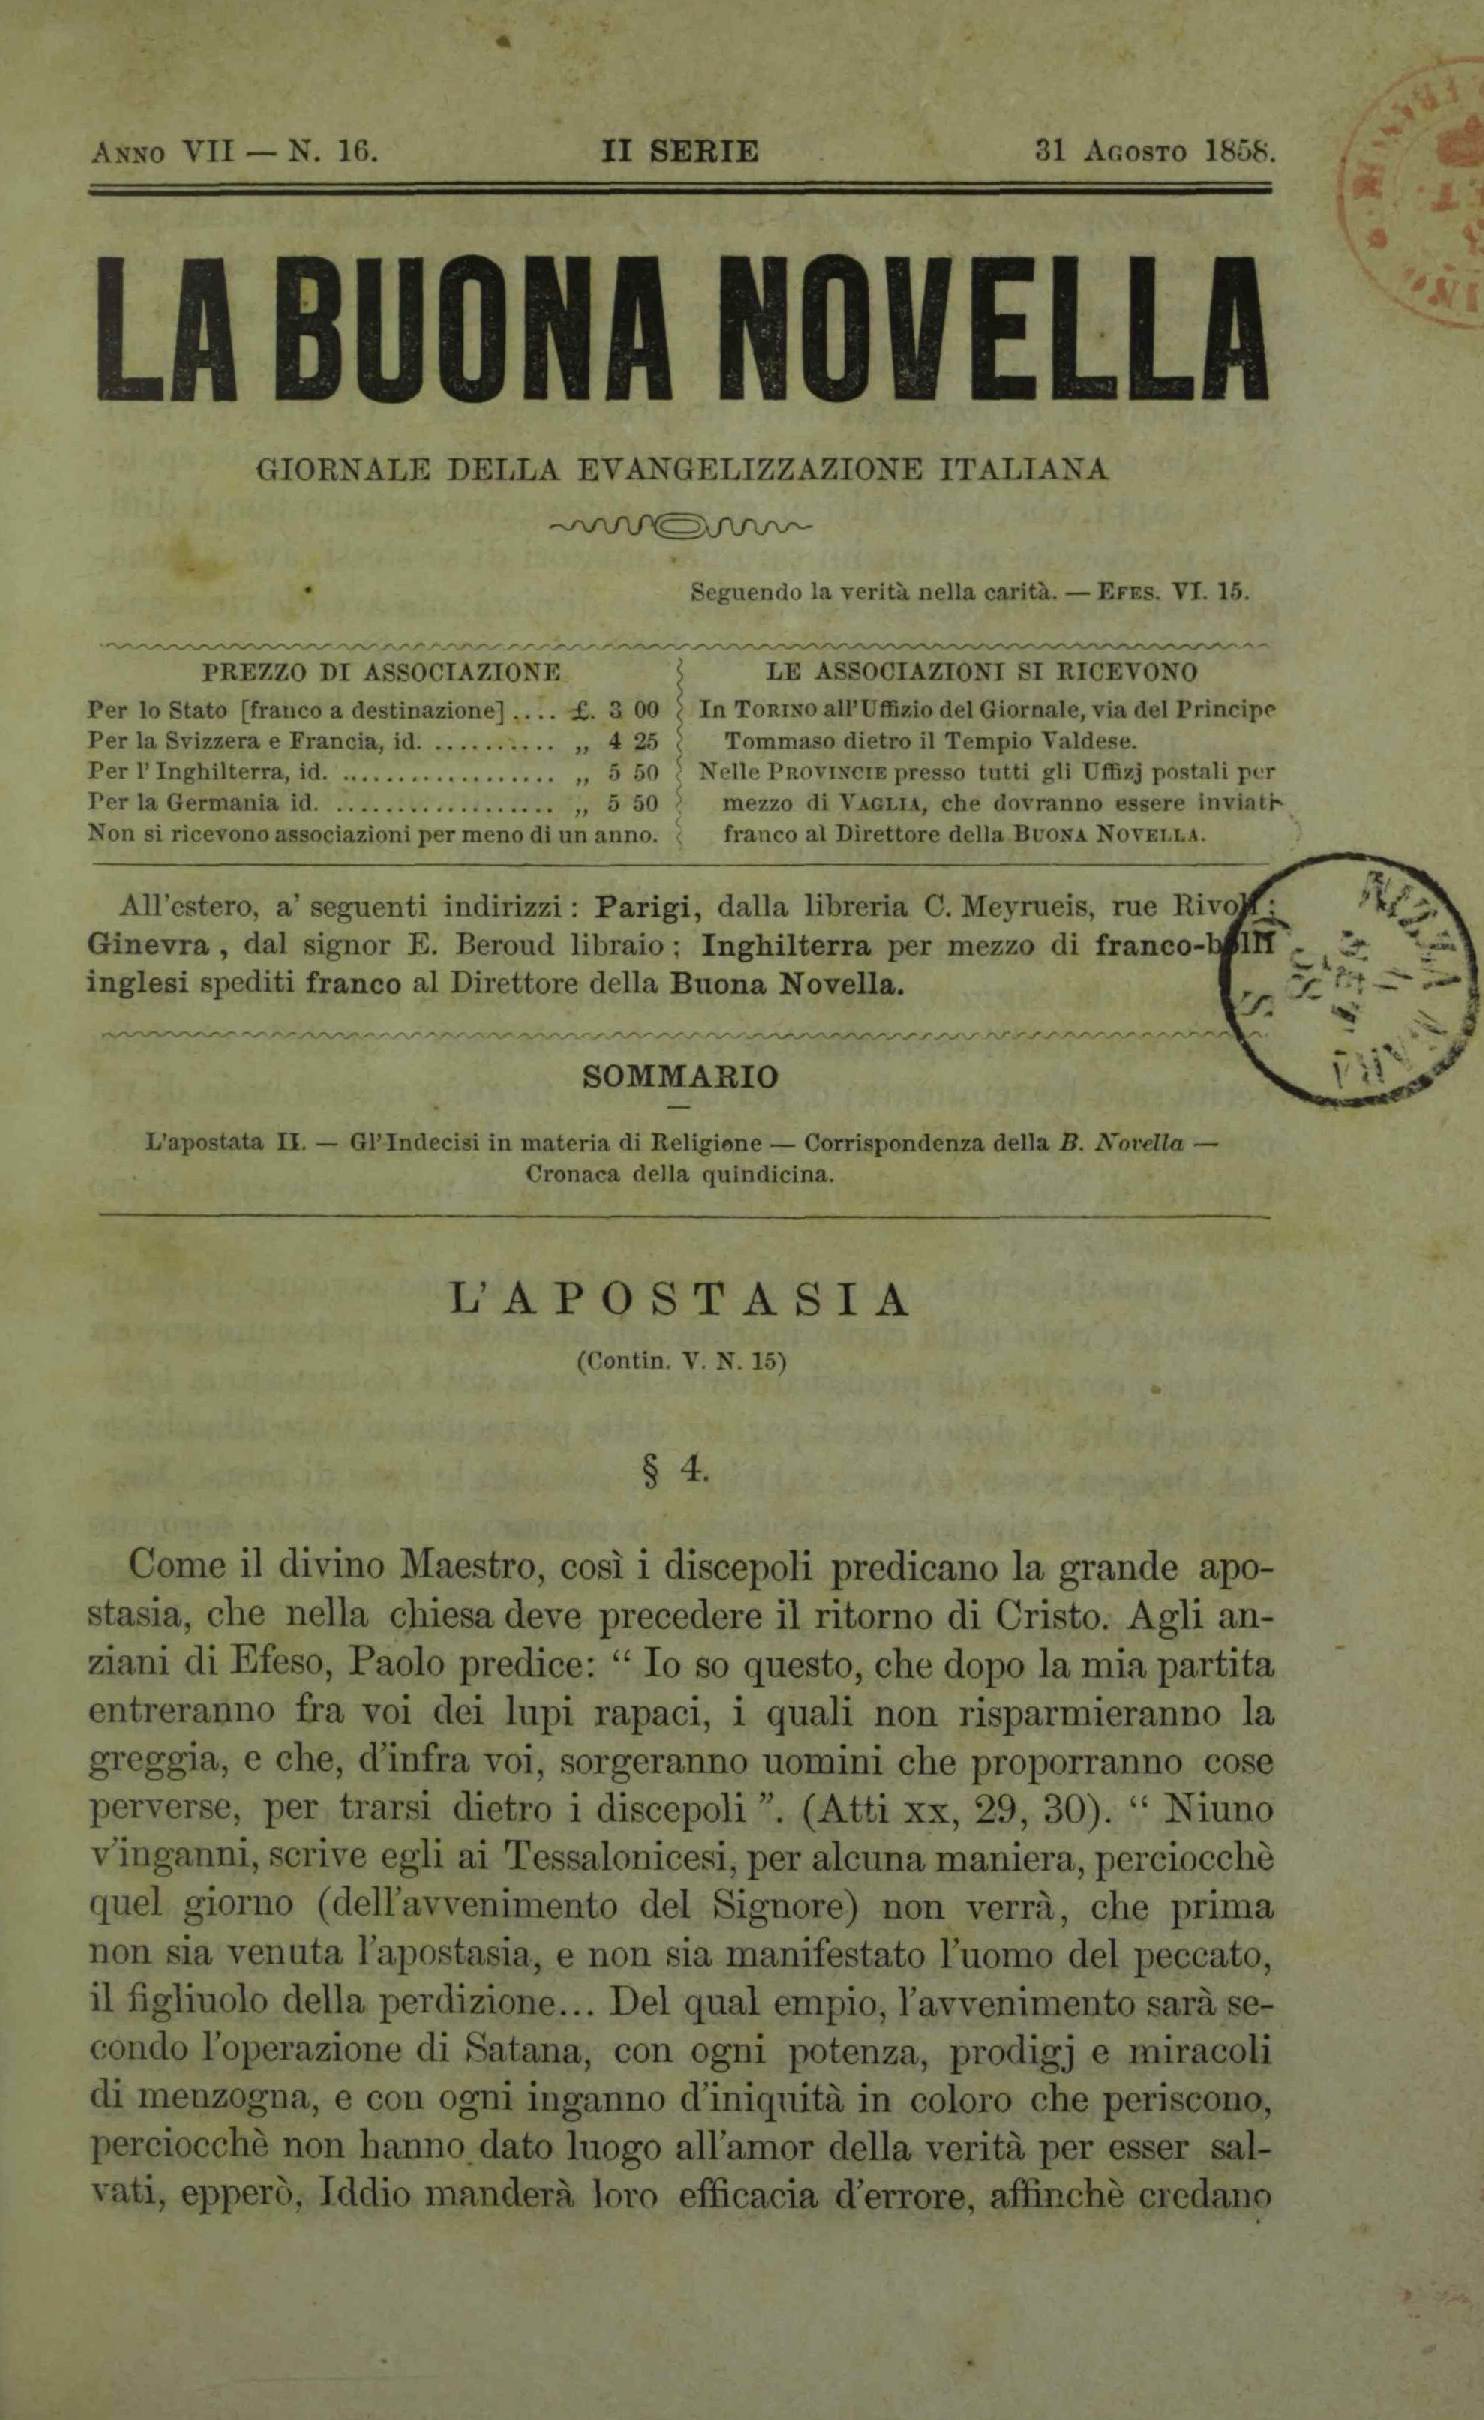 ANNO VII — N. 16.
II SERIE
31 AGOSTO 1858.
LA BUONA NOVELLA
GIORNALE DELLA EVANGELIZZAZIONE ITALIANA
Seguendo la verità nella carità. — EFES. VI. 15.
PREZZO DI ASSOCIAZIONE
Per lo Stato [franco a destinazione].... £. 3 00
Per la Svizzera e Francia, id. ........... „ 4 25
Per l' Inghilterra, id. .................. „ 5 50
Per la Germania id. .................. „ 5 50
Non si ricevono associazioni per meno di un anno.
LE ASSOCIAZIONI SI RICEVONO
In TORINO all'Uffizio del Giornale, via del Principe
Tommaso dietro il Tempio Valdese.
Nelle PROVINCIE presso tutti gli Uffizj postali per
mezzo di VAGLIA, che dovranno essere inviati
franco al Direttore della BUONA NOVELLA.
All'estero, a' seguenti indirizzi : Parigi, dalla libreria C. Meyrueis, rue Rivoli ;
Ginevra , dal signor E. Beroud libraio ; Inghilterra per mezzo di franco-bolli
inglesi spediti franco al Direttore della Buona Novella.
SOMMARIO
L'apostata II. — Gl'Indecisi in materia di Religione — Corrispondenza della B. Novella —
Cronaca della quindicina.
L'APOSTASIA
(Contin. V. N. 15)
§ 4.
Come il divino Maestro, così i discepoli predicano la grande apo-
stasia, che nella chiesa deve precedere il ritorno di Cristo. Agli an-
ziani di Efeso, Paolo predice: “ Io so questo, che dopo la mia partita
entreranno fra voi dei lupi rapaci, i quali non risparmieranno la
greggia, e che, d'infra voi, sorgeranno uomini che proporranno cose
perverse, per trarsi dietro i discepoli ”. (Atti xx, 29, 30). “ Niuno
v'inganni, scrive egli ai Tessalonicesi, per alcuna maniera, perciocchè
quel giorno (dell'avvenimento del Signore) non verrà, che prima
non sia venuta l'apostasia, e non sia manifestato l'uomo del peccato,
il figliuolo della perdizione... Del qual empio, l'avvenimento sarà se-
condo l'operazione di Satana, con ogni potenza, prodigj e miracoli
di menzogna, e con ogni inganno d'iniquità in coloro che periscono,
perciocchè non hanno dato luogo all'amor della verità per esser sal-
vati, epperò, Iddio manderà loro efficacia d'errore, affinchè credano